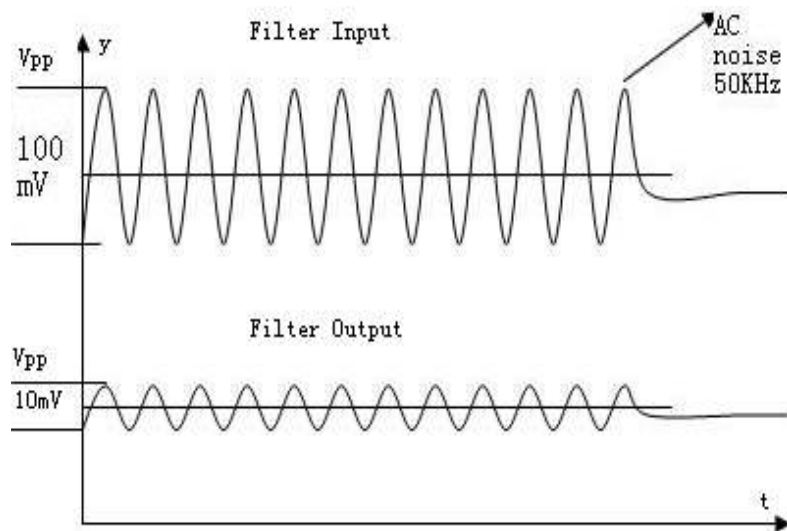 Filter Input
AC
noise
50KHz
Vpp
y
100
mV
Filter Output
Vpp
10mV
t